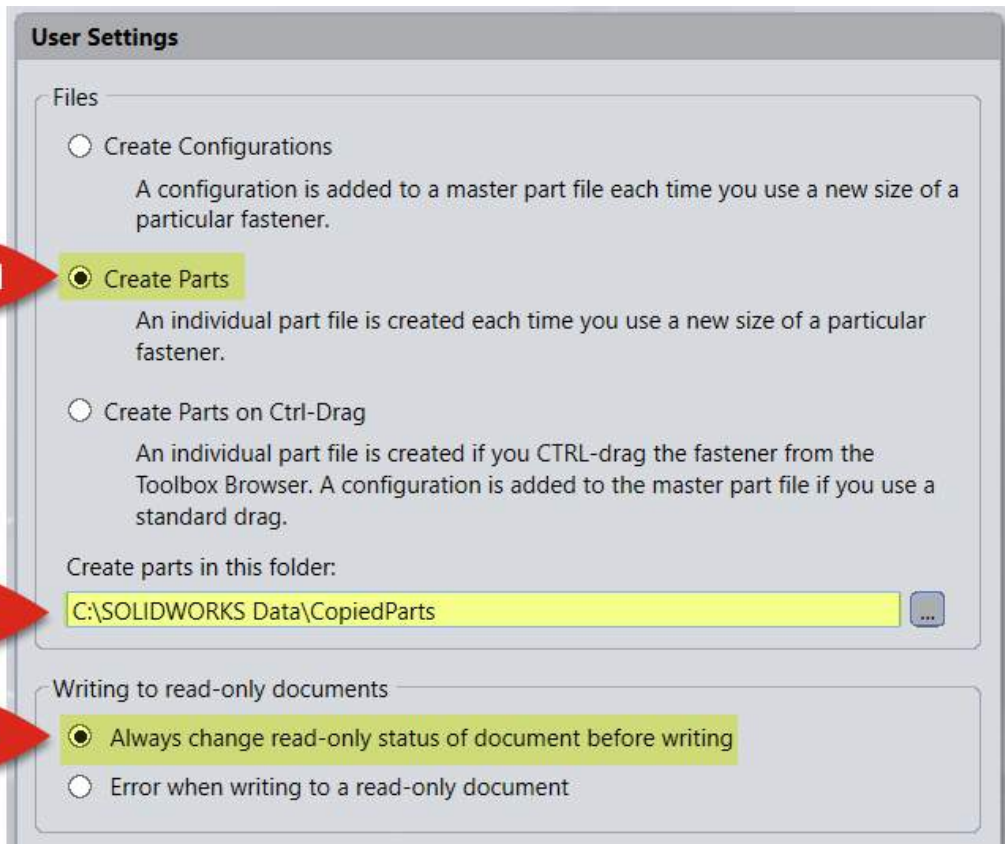 User Settings
Files
Create Configurations
A configuration is added to a master part file each time you use a new size of a
particular fastener.
Create Parts
An individual part file is created each time you use a new size of a particular
fastener.
Create Parts on Ctrl-Drag
An individual part file is created if you CTRL-drag the fastener from the
Toolbox Browser. A configuration is added to the master part file if you use a
standard drag.
Create parts in this folder:
C:\SOLIDWORKS Data\CopiedParts
...
Writing to read-only documents
Always change read-only status of document before writing
Error when writing to a read-only document